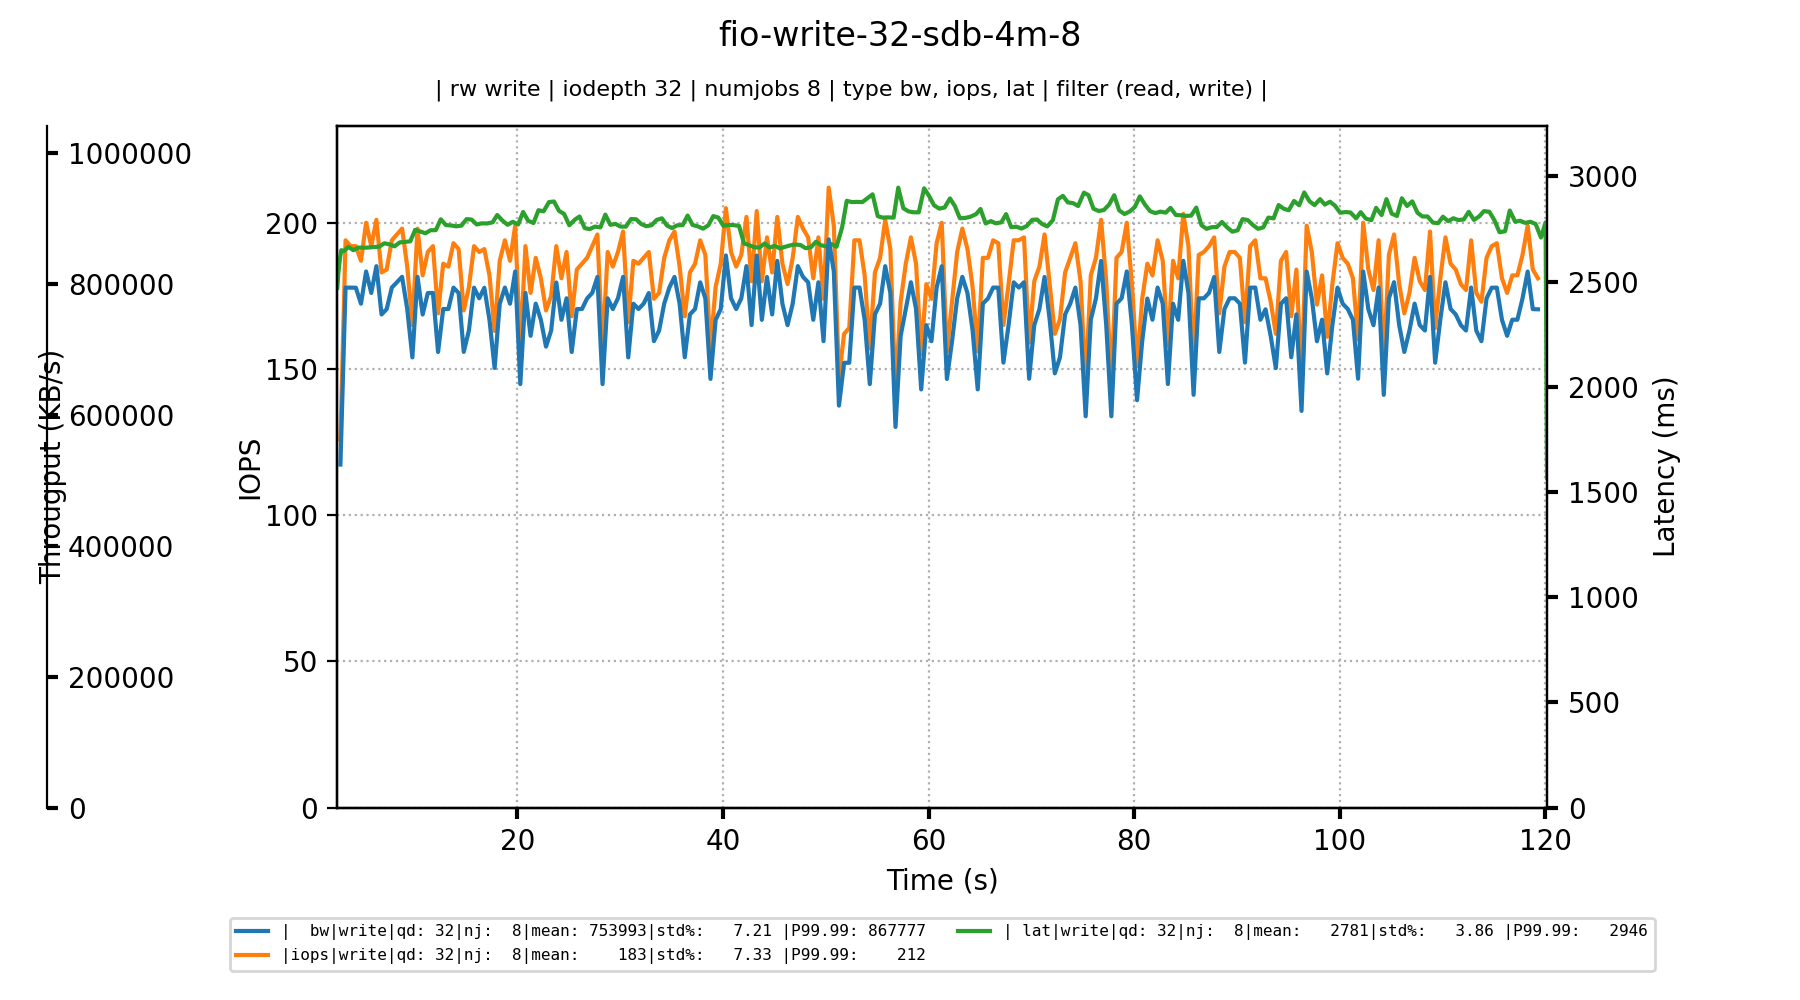 fio-write-32-sdb-4m-8
| rw write | iodepth 32 | numjobs 8 | type bw, iops, lat | filter (read, write) |
1000000
800000
600000
400000
200000
0
Througput (KB/s)
200
150
100
50
0
IOPS
3000
2500
2000
1500
1000
500
0
Latency (ms)
20 40 60 80 100 120
Time (s)
|  bw|write|qd: 32|nj:  8|mean: 753993|std%:   7.21 |P99.99: 867777
|iops|write|qd: 32|nj:  8|mean:    183|std%:   7.33 |P99.99:    212
| lat|write|qd: 32|nj:  8|mean:   2781|std%:   3.86 |P99.99:   2946